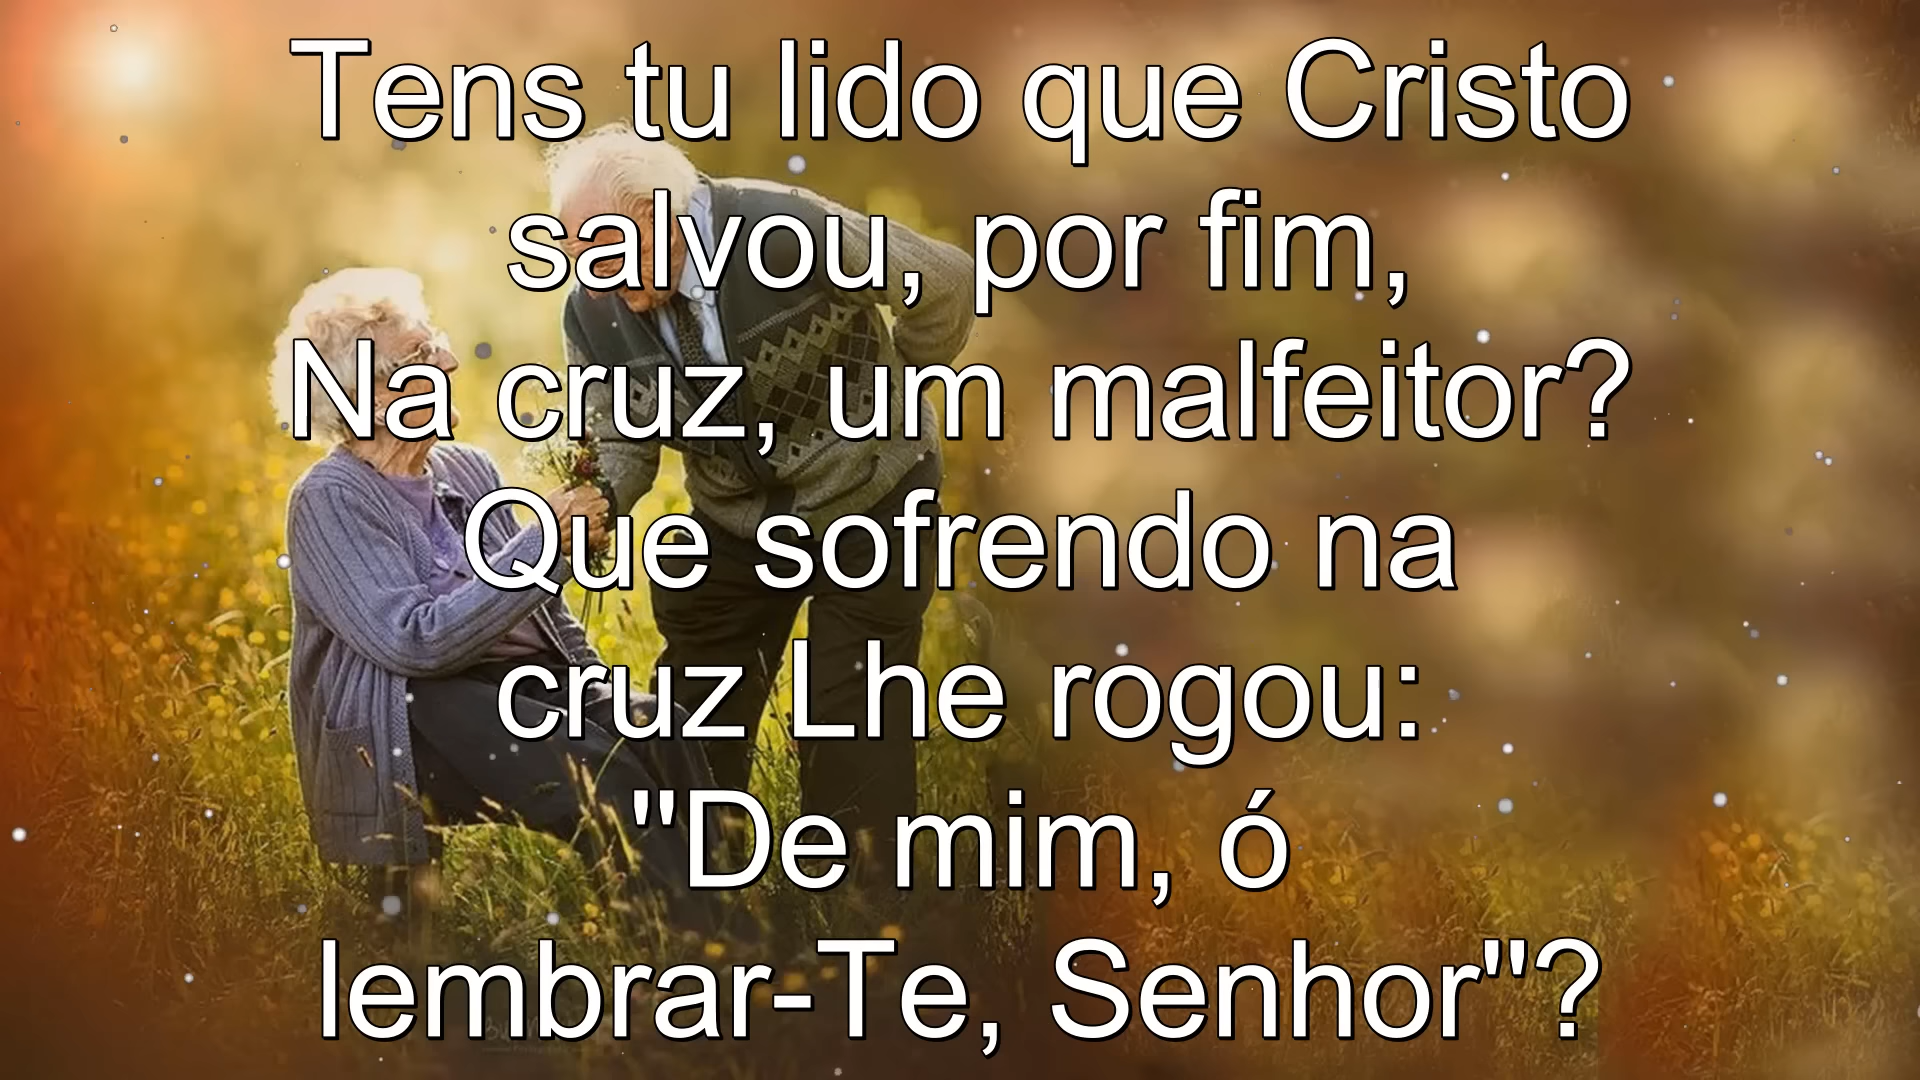 Tens tu lido que Cristo
salvou, por fim,
Na cruz, um malfeitor?
Que sofrendo na
cruz Lhe rogou:
"De mim, ó
lembrar-Te, Senhor"?